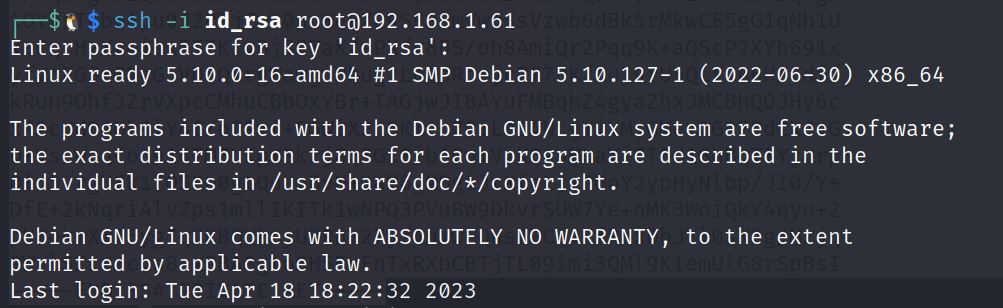 $ $ ssh -i id_rsa root@192.168.1.61
Enter passphrase for key 'id_rsa':
Linux ready 5.10.0-16-amd64 #1 SMP Debian 5.10.127-1 (2022-06-30) x86_64
The programs included with the Debian GNU/Linux system are free software;
the exact distribution terms for each program are described in the
individual files in /usr/share/doc/*/copyright.
Debian GNU/Linux comes with ABSOLUTELY NO WARRANTY, to the extent
permitted by applicable law.
Last login: Tue Apr 18 18:22:32 2023